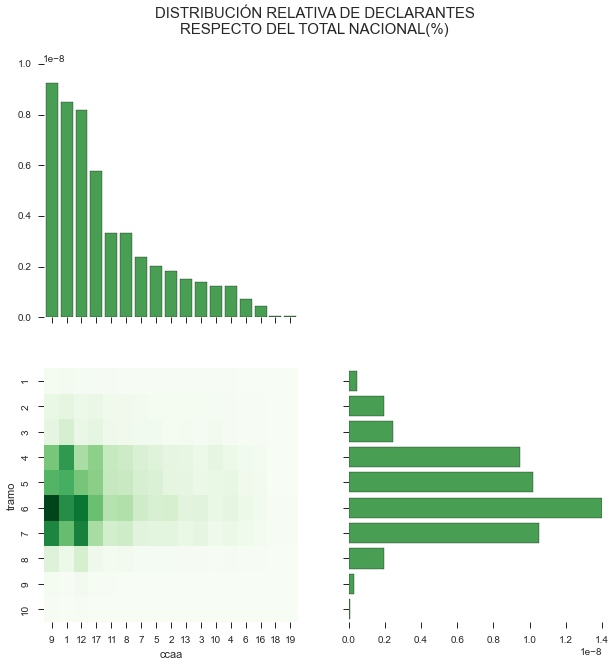 DISTRIBUCIÓN RELATIVA DE DECLARANTES
RESPECTO DEL TOTAL NACIONAL(%)
1e−8
1.0
0.8
0.6
0.4
0.2
0.0
tramo
1
2
3
4
5
6
7
8
9
10
9 1 12 17 11 8 7 5 2 13 3 10 4 6 16 18 19
ccaa
0.0 0.2 0.4 0.6 0.8 1.0 1.2 1.4
1e−8